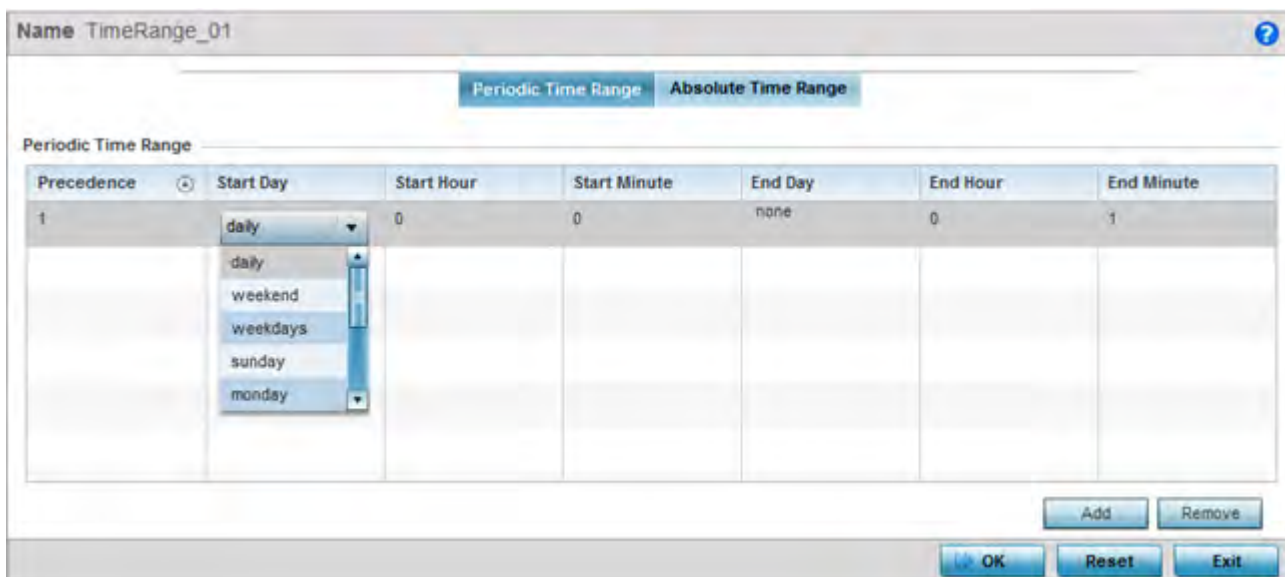 Name TimeRange_01
?
Periodic Time Range Absolute Time Range
Periodic Time Range
Precedence Start Day Start Hour Start Minute End Day End Hour End Minute
1 daily 0 0 none 0 1
daily
weekend
weekdays
sunday
monday
Add Remove
OK Reset Exit